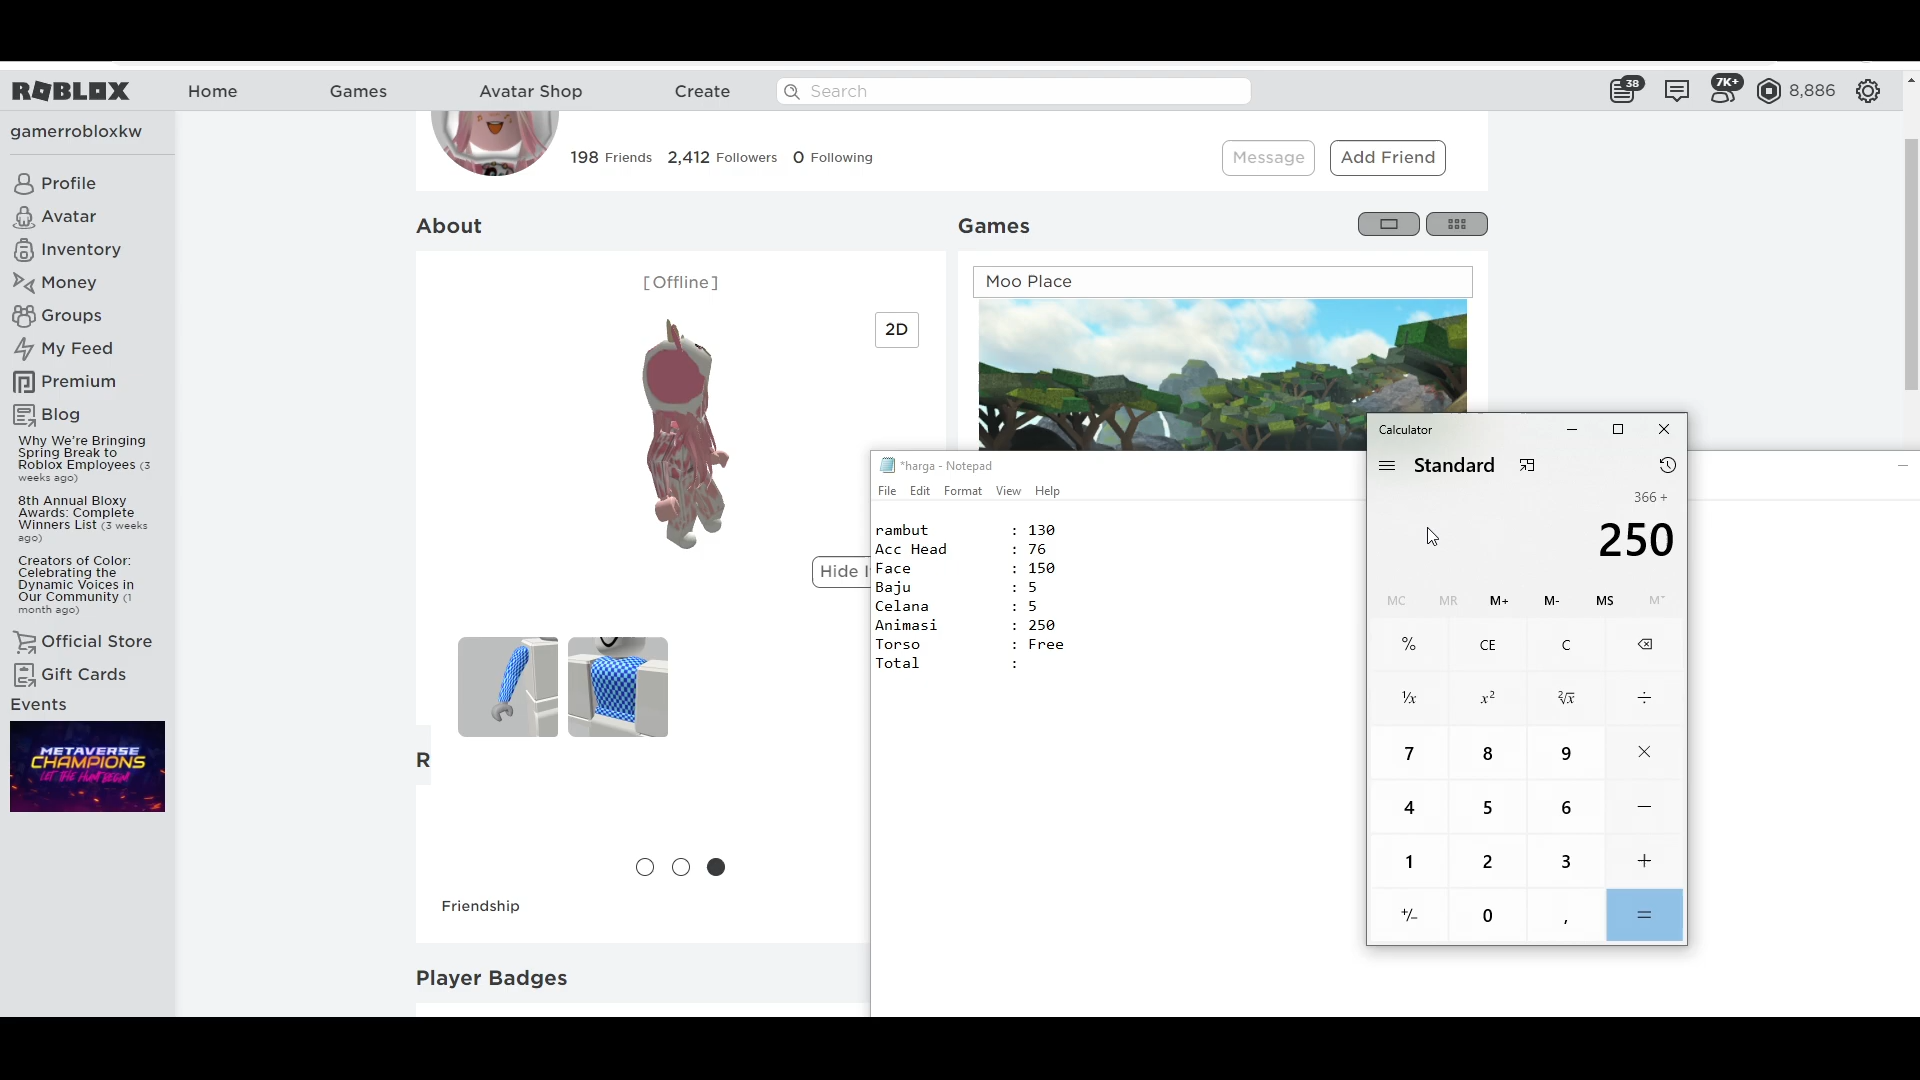 ROBLOX
Home
Games
Avatar Shop
Create
Search
38
7K+
8,886
gamerrobloxkw
Profile
Avatar
Inventory
Money
Groups
My Feed
Premium
Blog
Why We're Bringing
Spring Break to
Roblox Employees (3
weeks ago)
8th Annual Bloxy
Awards: Complete
Winners List (3 weeks
ago)
Creators of Color:
Celebrating the
Dynamic Voices in
Our Community (1
month ago)
Official Store
Gift Cards
Events
METAVERSE
CHAMPIONS
LET THE HUNT BEGIN
198 Friends 2,412 Followers 0 Following
Message
Add Friend
About
[Offline]
2D
Hide
R
Friendship
Player Badges
Games
Moo Place
*harga - Notepad
File Edit Format View Help
rambut : 130
Acc Head : 76
Face : 150
Baju : 5
Celana : 5
Animasi : 250
Torso : Free
Total :
Calculator
Standard
366 +
250
MC MR M+ M- MS M˅
% CE C
⅟x x² ²√x ÷
7 8 9 ×
4 5 6 −
1 2 3 +
+/− 0 , =